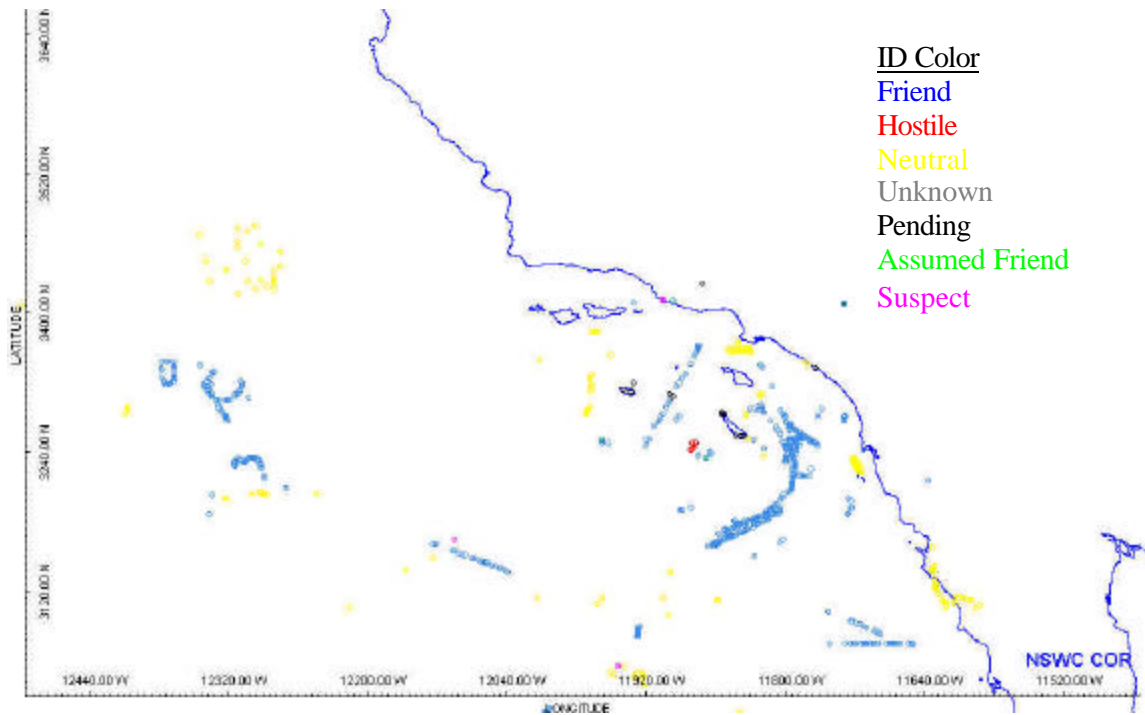 ID Color
Friend
Hostile
Neutral
Unknown
Pending
Assumed Friend
Suspect
LATITUDE
3640.00 N
3520.00 N
3400.00 N
3240.00 N
3120.00 N
NSWC COR
12440.00 W
12320.00 W
12200.00 W
12040.00 W
11920.00 W
11800.00 W
11640.00 W
11520.00 W
LONGITUDE